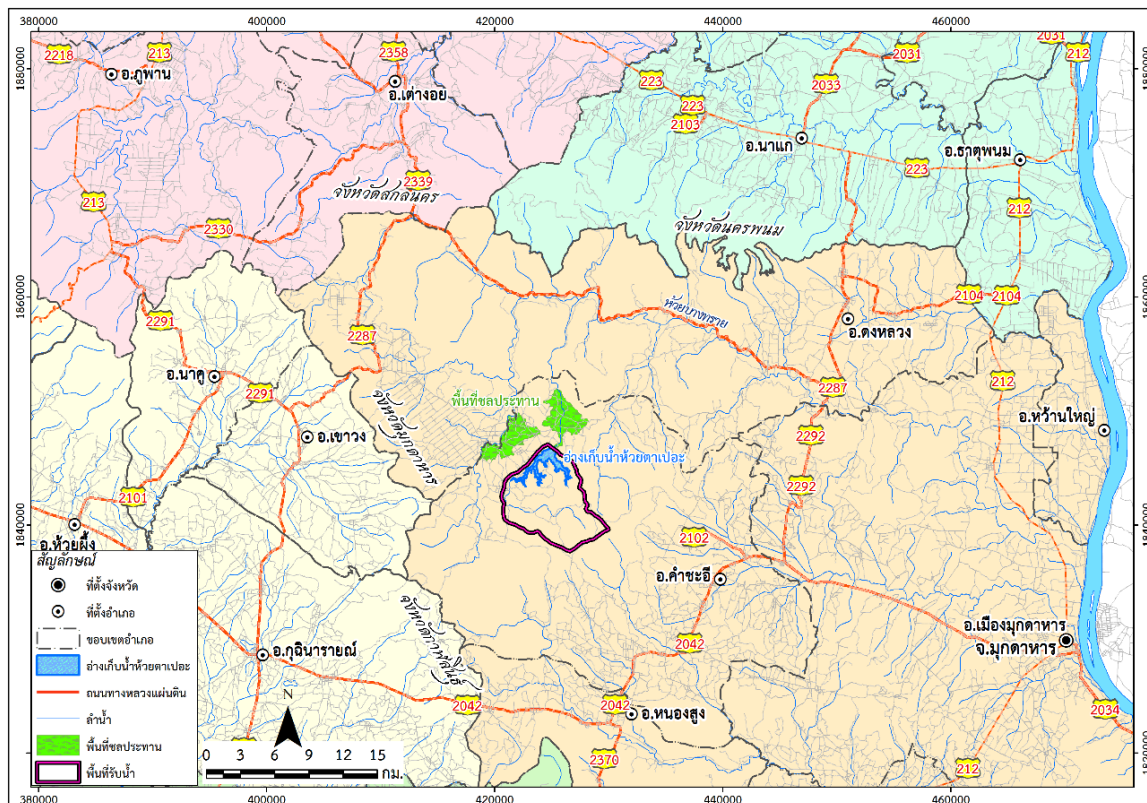 380000
400000
420000
440000
460000
2218
213
2358
2031
212
2031
อ.ภูพาน
อ.เต่างอย
223
2033
223
2103
อ.นาแก
อ.ธาตุพนม
223
2339
213
จังหวัดสกลนคร
212
2330
จังหวัดนครพนม
1880000
1880000
1860000
1860000
2104
2104
ห้วยบางทราย
2291
2287
อ.ดงหลวง
อ.นาคู
2291
2287
212
พื้นที่ชลประทาน
จังหวัดมุกดาหาร
อ.เขาวง
2292
อ.หว้านใหญ่
อ่างเก็บน้ำห้วยตาเปอะ
2101
2292
1840000
1840000
อ.ห้วยผึ้ง
2102
อ.คำชะอี
จังหวัดกาฬสินธุ์
อ.เมืองมุกดาหาร
จ.มุกดาหาร
2042
อ.กุฉินารายณ์
2042
2042
อ.หนองสูง
2034
2370
212
1820000
สัญลักษณ์
ที่ตั้งจังหวัด
ที่ตั้งอำเภอ
ขอบเขตอำเภอ
อ่างเก็บน้ำห้วยตาเปอะ
ถนนทางหลวงแผ่นดิน
ลำน้ำ
พื้นที่ชลประทาน
พื้นที่รับน้ำ
N
0 3 6 9 12 15
กม.
380000
400000
420000
440000
460000